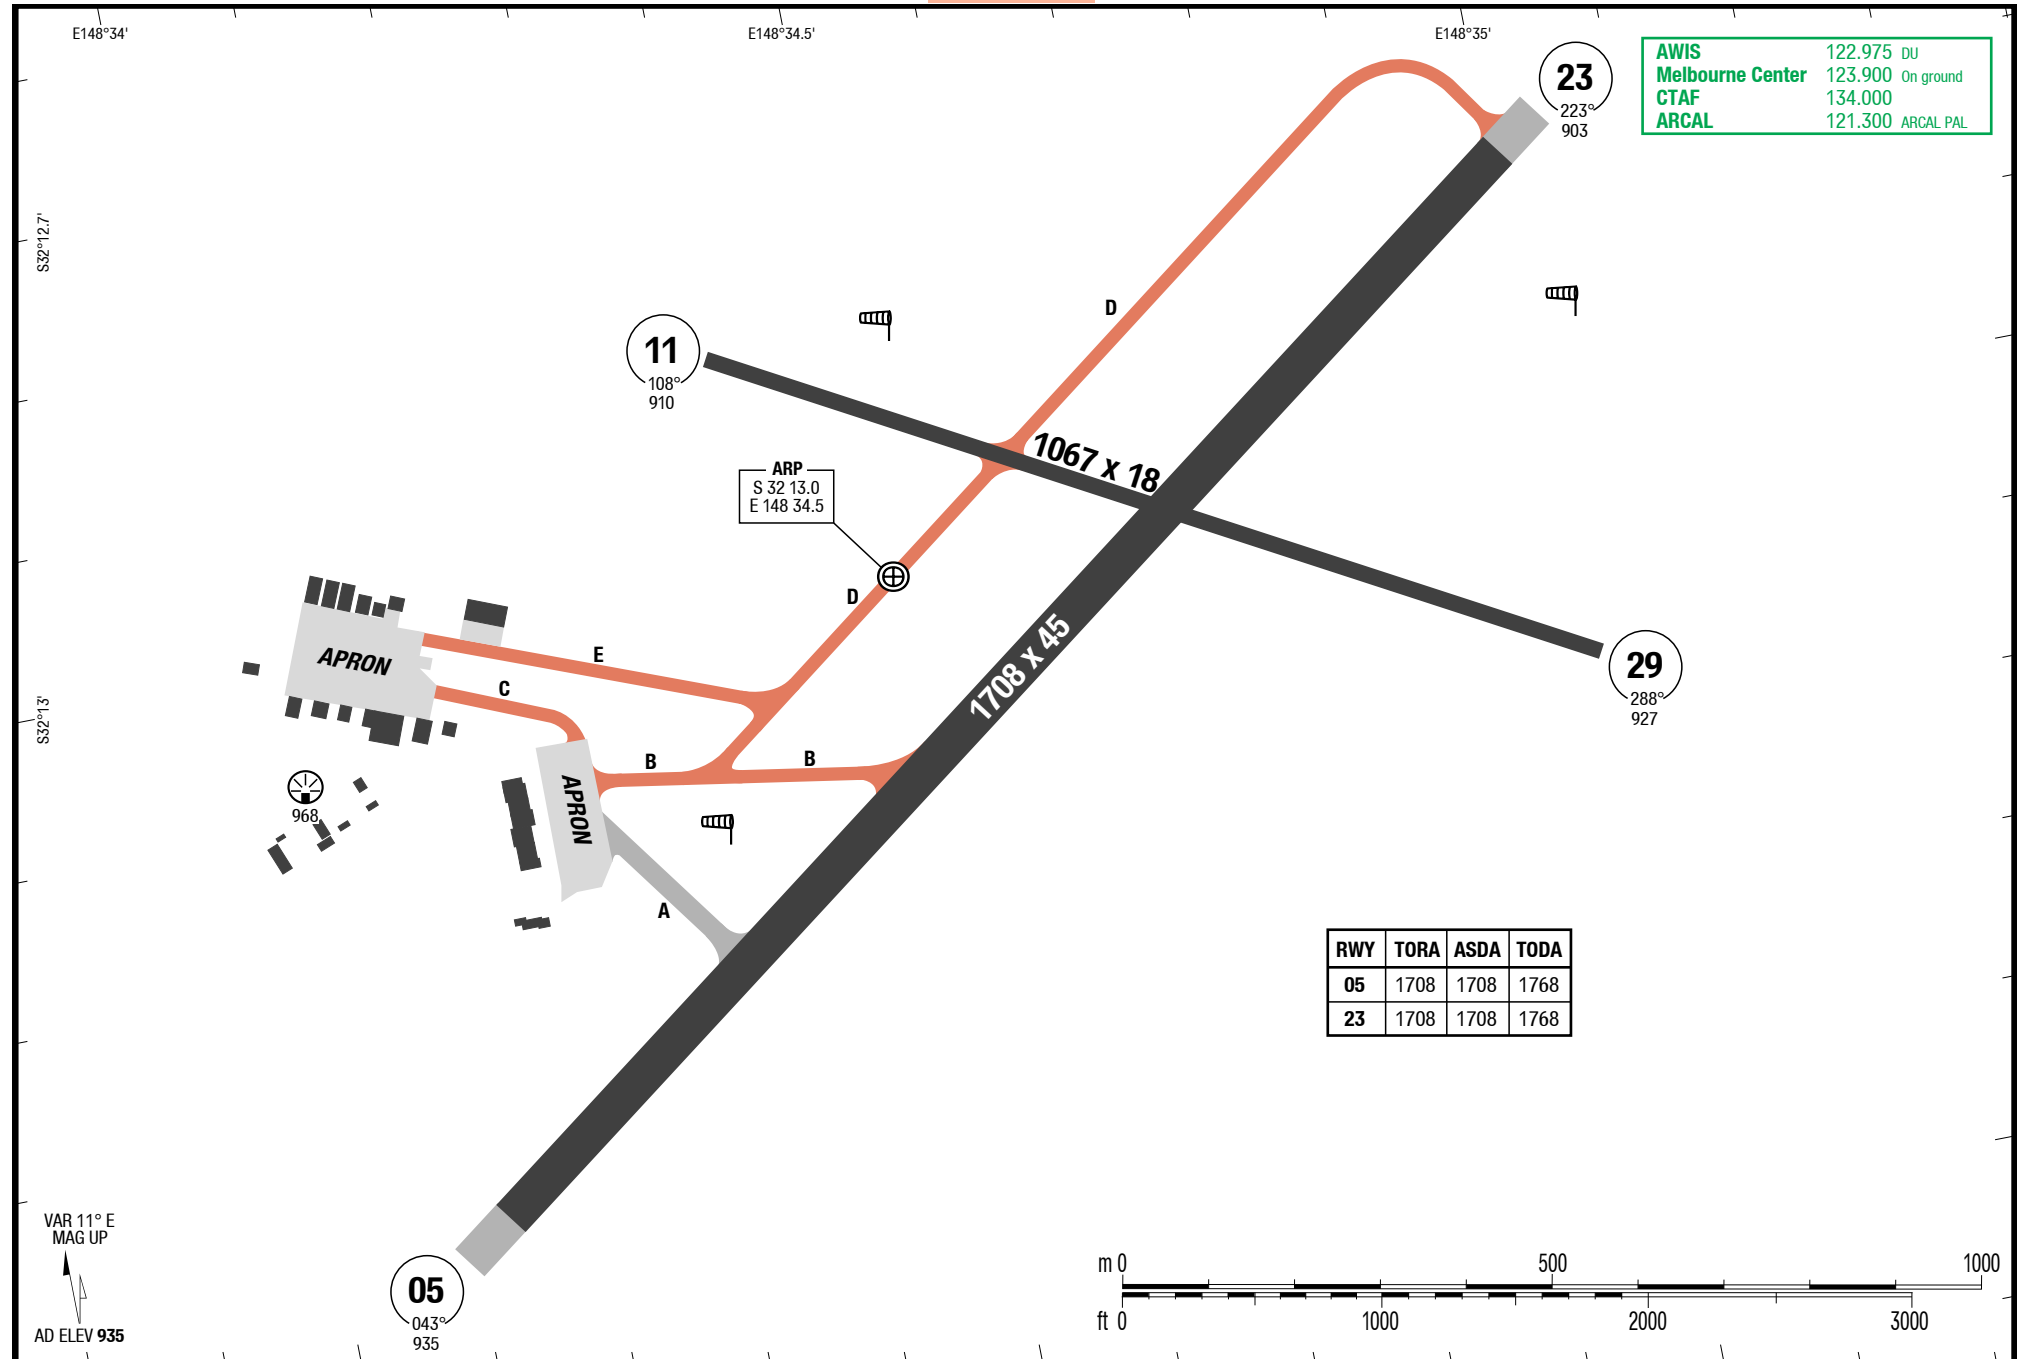 E148°34'
E148°34.5'
E148°35'
AWIS 122.975 DU
Melbourne Center 123.900 On ground
CTAF 134.000
ARCAL 121.300 ARCAL PAL
23
223°
903
S32°12.7'
D
11
108°
910
1067 x 18
ARP
S 32 13.0
E 148 34.5
D
E
APRON
C
1708 x 45
29
288°
927
S32°13'
B
B
APRON
968
A
RWY TORA ASDA TODA
05 1708 1708 1768
23 1708 1708 1768
VAR 11° E
MAG UP
AD ELEV 935
05
043°
935
m 0 500 1000
ft 0 1000 2000 3000